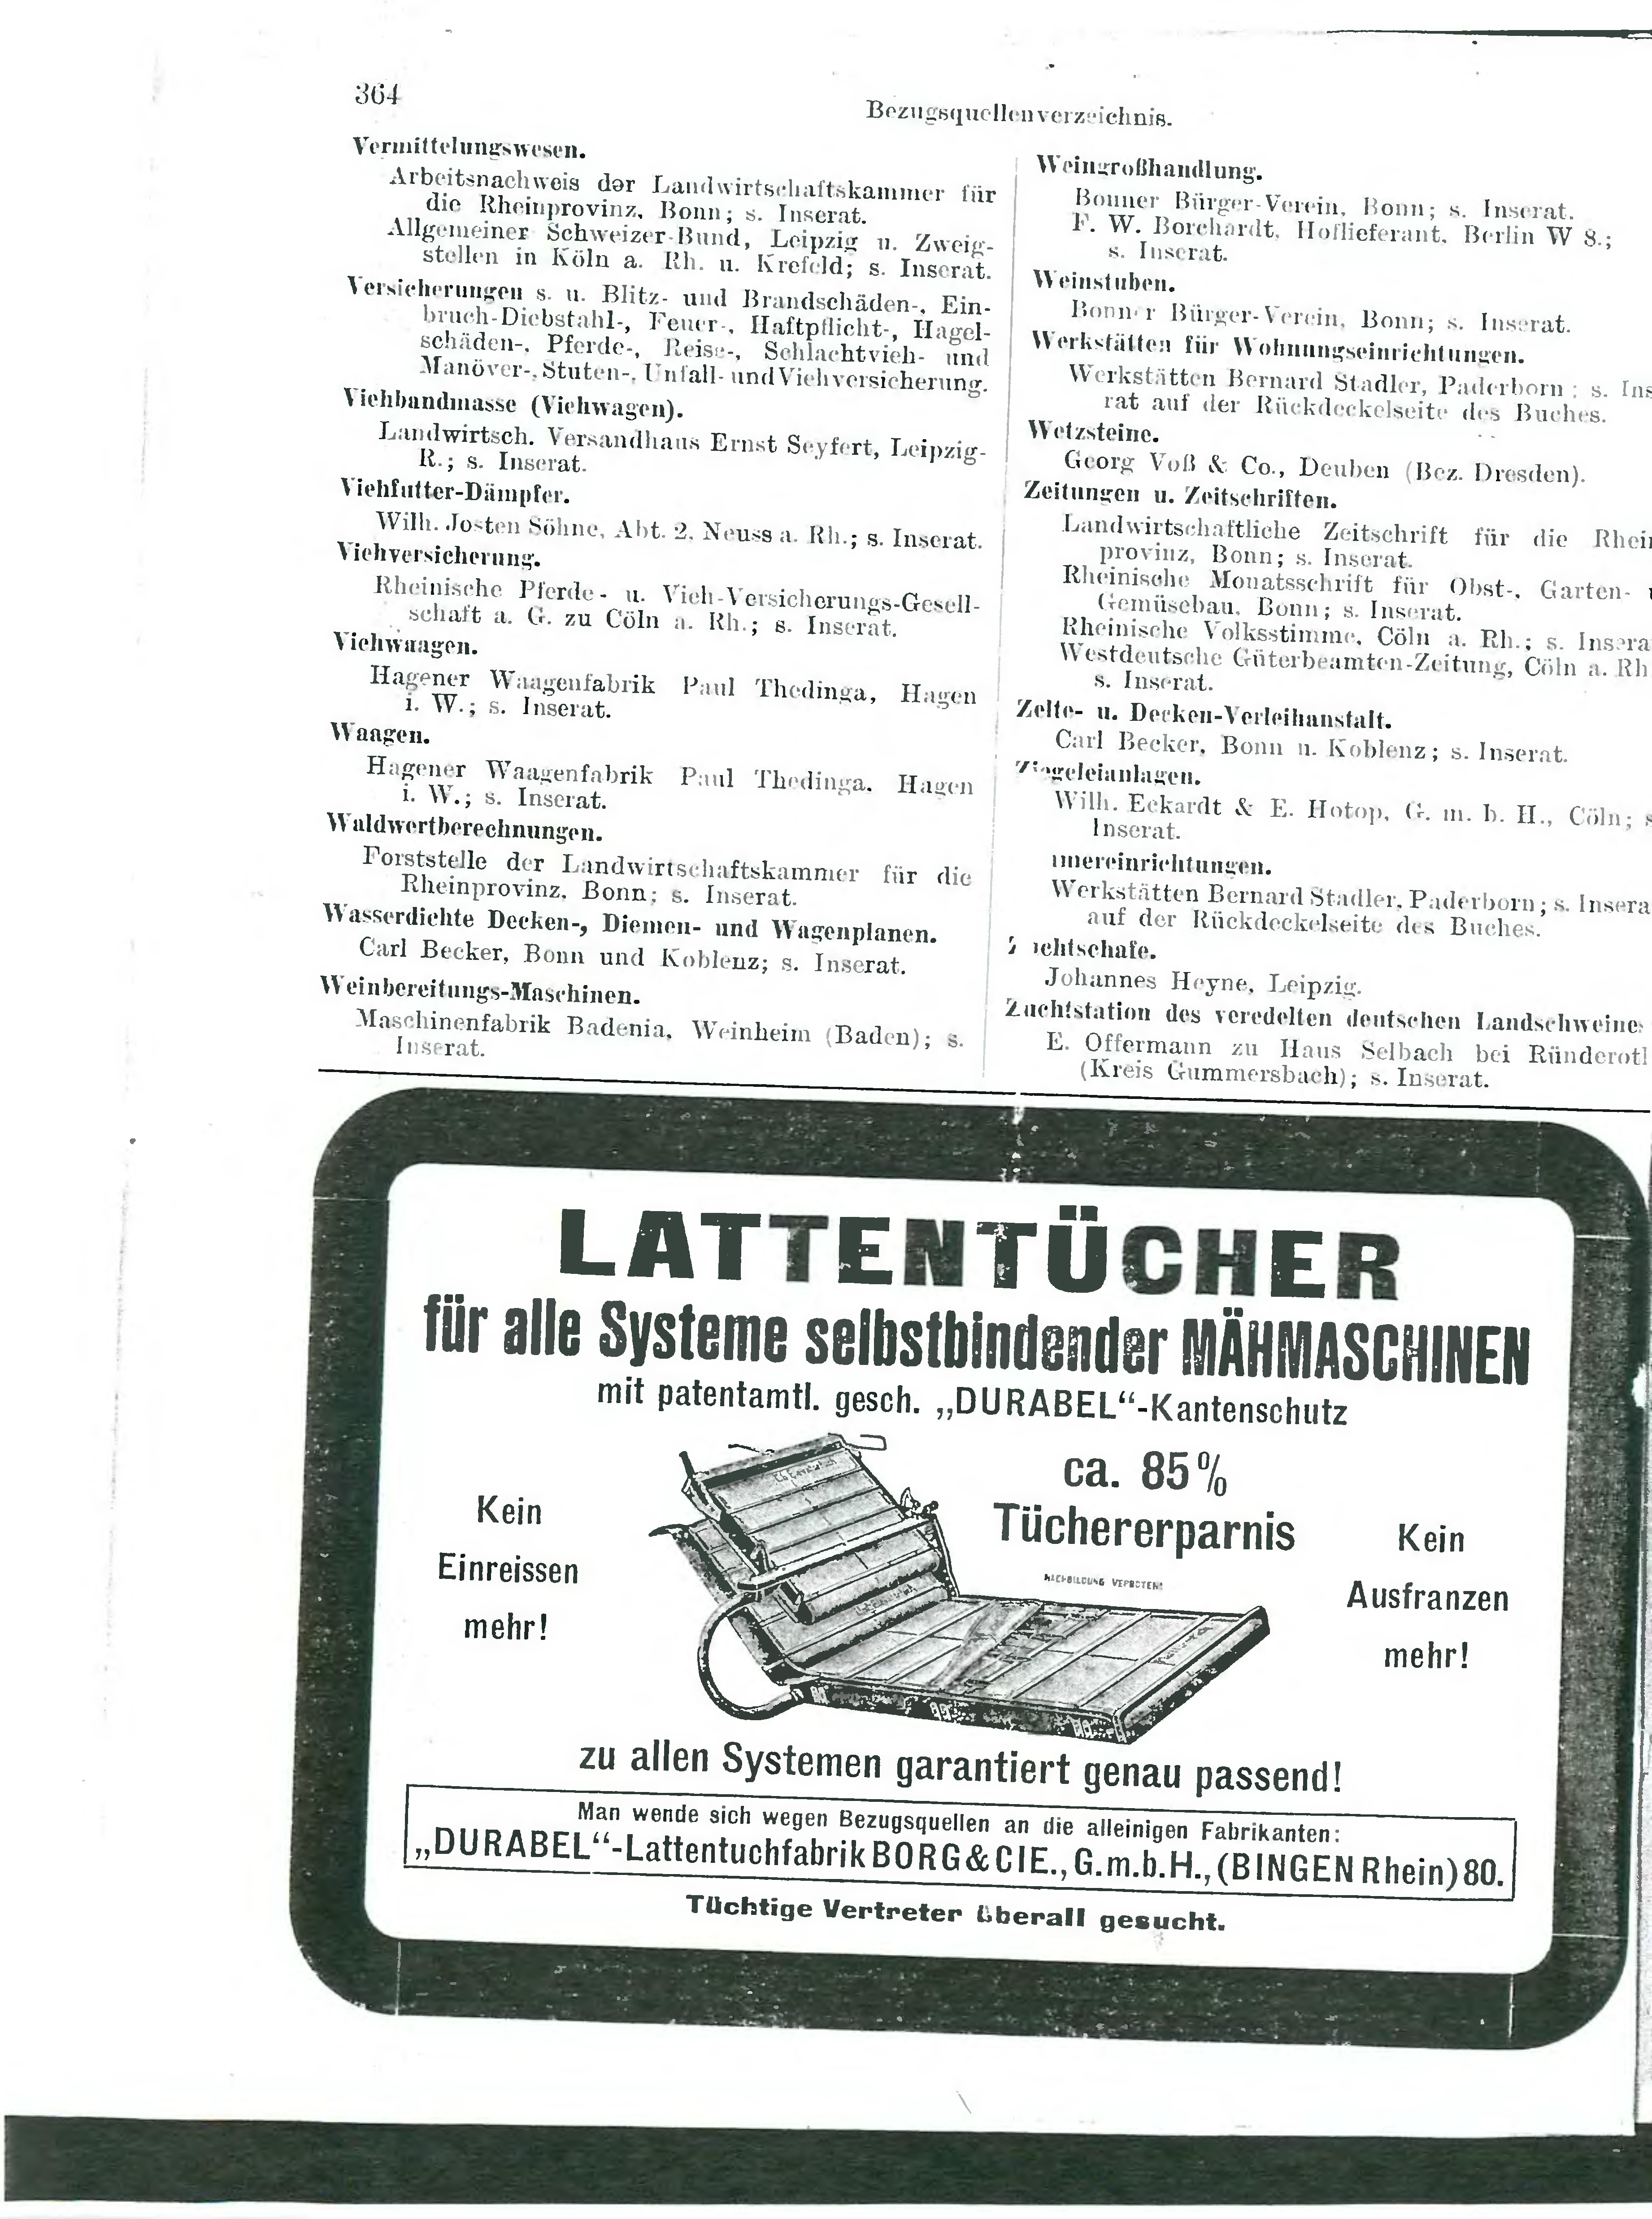 364
Bezugsquellenverzeichnis.
Vermittelungswesen.
Arbeitsnachweis der Landwirtschaftskammer für
die Rheinprovinz, Bonn; s. Inserat.
Allgemeiner Schweizer-Bund, Leipzig u. Zweig-
stellen in Köln a. Rh. u. Krefeld; s. Inserat.
Versicherungen s. u. Blitz- und Brandschäden-, Ein-
bruch-Diebstahl-, Feuer-, Haftpflicht-, Hagel-
schäden-, Pferde-, Reise-, Schlachtvieh- und
Manöver-, Stuten-, Unfall- und Viehversicherung.
Viehbandmasse (Viehwagen).
Landwirtsch. Versandhaus Ernst Seyfert, Leipzig-
R.; s. Inserat.
Viehfutter-Dämpfer.
Wilh. Josten Söhne, Abt. 2, Neuss a. Rh.; s. Inserat.
Viehversicherung.
Rheinische Pferde- u. Vieh-Versicherungs-Gesell-
schaft a. G. zu Cöln a. Rh.; s. Inserat.
Viehwaagen.
Hagener Waagenfabrik Paul Thedinga, Hagen
i. W.; s. Inserat.
Waagen.
Hagener Waagenfabrik Paul Thedinga, Hagen
i. W.; s. Inserat.
Waldwertberechnungen.
Forststelle der Landwirtschaftskammer für die
Rheinprovinz, Bonn; s. Inserat.
Wasserdichte Decken-, Diemen- und Wagenplanen.
Carl Becker, Bonn und Koblenz; s. Inserat.
Weinbereitungs-Maschinen.
Maschinenfabrik Badenia, Weinheim (Baden); s.
Inserat.
Weingroßhandlung.
Bonner Bürger-Verein, Bonn; s. Inserat.
F. W. Borchardt, Hoflieferant, Berlin W 8.;
s. Inserat.
Weinstuben.
Bonner Bürger-Verein, Bonn; s. Inserat.
Werkstätten für Wohnungseinrichtungen.
Werkstätten Bernard Stadler, Paderborn; s. Ins
rat auf der Rückdeckelseite des Buches.
Wetzsteine.
Georg Voß & Co., Deuben (Bez. Dresden).
Zeitungen u. Zeitschriften.
Landwirtschaftliche Zeitschrift für die Rhei
provinz, Bonn; s. Inserat.
Rheinische Monatsschrift für Obst-, Garten-
Gemüsebau, Bonn; s. Inserat.
Rheinische Volksstimme, Cöln a. Rh.; s. Insera
Westdeutsche Güterbeamten-Zeitung, Cöln a. Rh
s. Inserat.
Zelte- u. Decken-Verleihanstalt.
Carl Becker, Bonn u. Koblenz; s. Inserat.
Ziegeleianlagen.
Wilh. Eckardt & E. Hotop, G. m. b. H., Cöln; s
Inserat.
mereinrichtungen.
Werkstätten Bernard Stadler, Paderborn; s. Insera
auf der Rückdeckelseite des Buches.
chtschafe.
Johannes Heyne, Leipzig.
Zuchtstation des veredelten deutschen Landschweines
E. Offermann zu Haus Selbach bei Ründerotl
(Kreis Gummersbach); s. Inserat.
LATTENTÜCHER
für alle Systeme selbstbindender MÄHMASCHINEN
mit patentamtl. gesch. „DURABEL“-Kantenschutz
ca. 85%
Tüchererparnis
NACHBILDUNG VERBOTEN!
Kein
Einreissen
mehr!
Kein
Ausfranzen
mehr!
zu allen Systemen garantiert genau passend!
Man wende sich wegen Bezugsquellen an die alleinigen Fabrikanten:
„DURABEL“-Lattentuchfabrik BORG & CIE., G.m.b.H., (BINGEN Rhein) 80.
Tüchtige Vertreter überall gesucht.